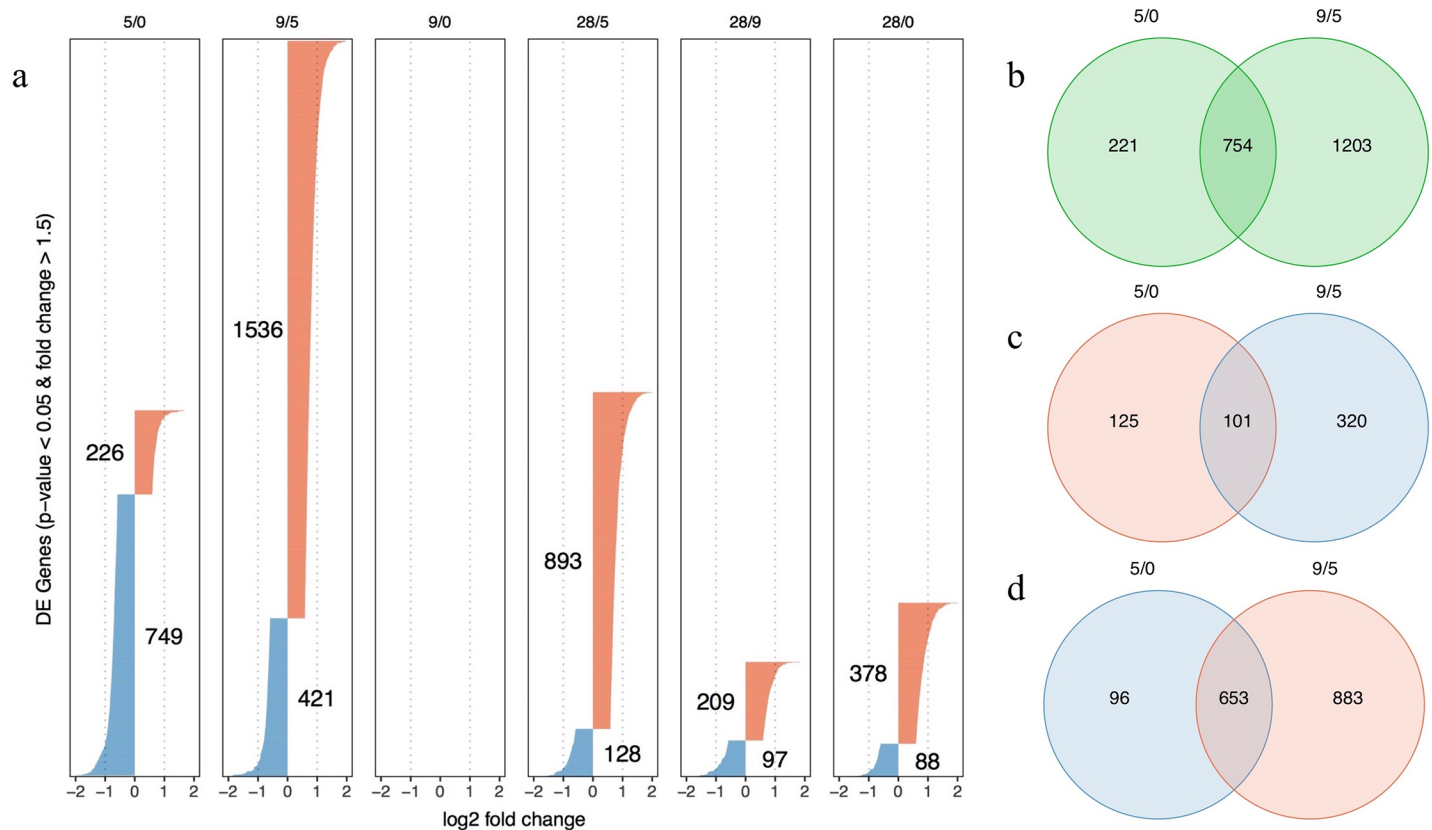 a
5/0 9/5 9/0 28/5 28/9 28/0
DE Genes (p−value < 0.05 & fold change > 1.5)
226
749
1536
421
893
128
209
97
378
88
−2 −1 0 1 2 −2 −1 0 1 2 −2 −1 0 1 2 −2 −1 0 1 2 −2 −1 0 1 2 −2 −1 0 1 2
log2 fold change
b
5/0 9/5
221 754 1203
c
5/0 9/5
125 101 320
d
5/0 9/5
96 653 883